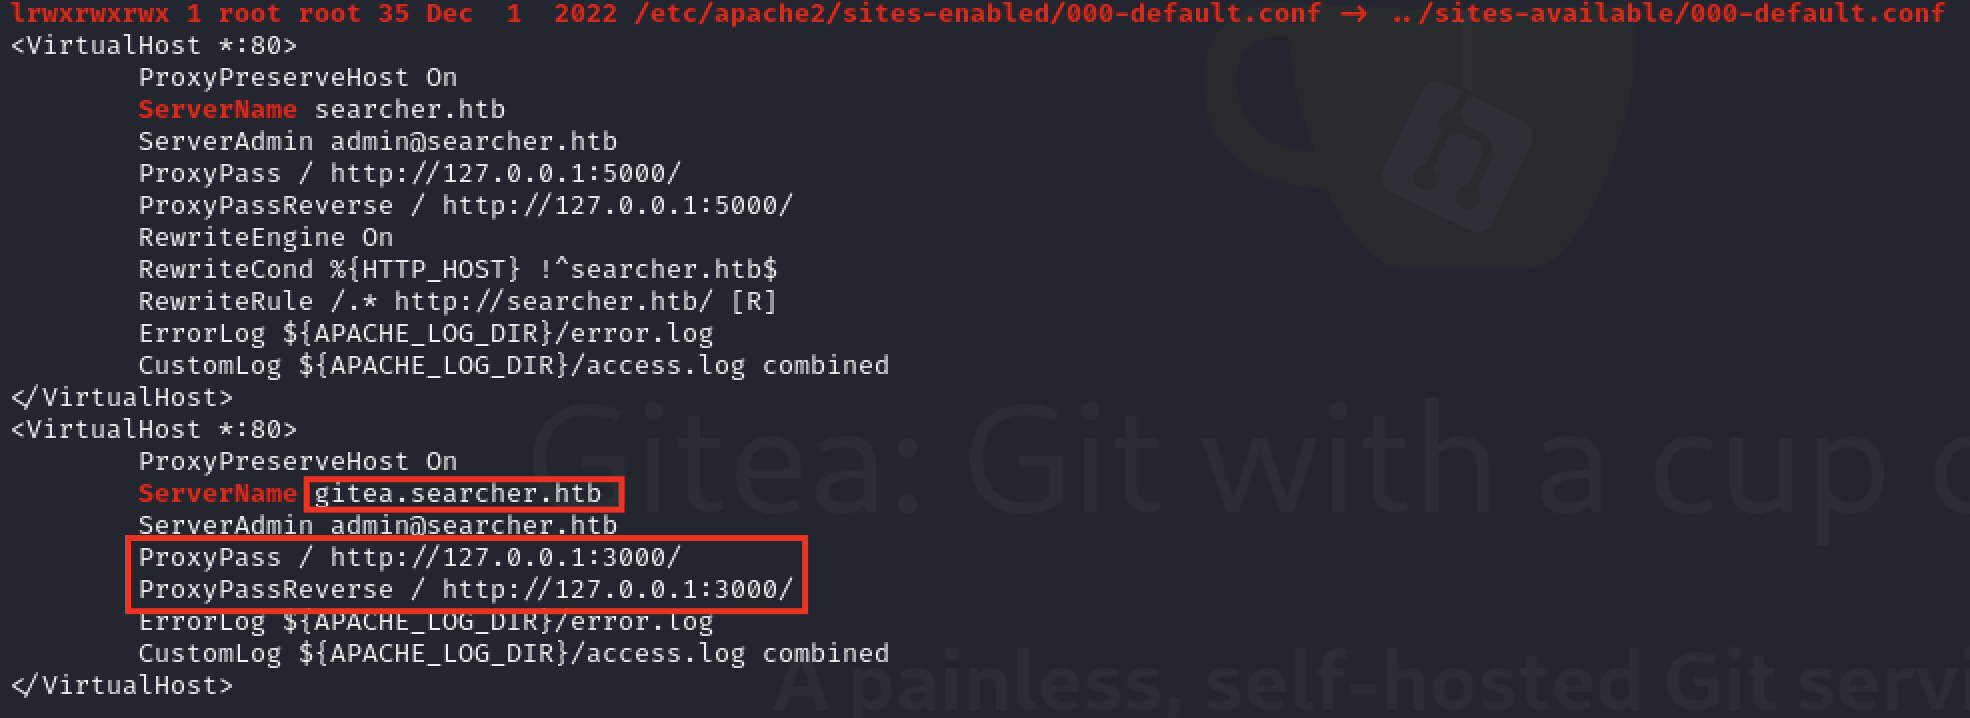 lrwxrwxrwx 1 root root 35 Dec  1  2022 /etc/apache2/sites-enabled/000-default.conf → ../sites-available/000-default.conf
<VirtualHost *:80>
        ProxyPreserveHost On
        ServerName searcher.htb
        ServerAdmin admin@searcher.htb
        ProxyPass / http://127.0.0.1:5000/
        ProxyPassReverse / http://127.0.0.1:5000/
        RewriteEngine On
        RewriteCond %{HTTP_HOST} !^searcher.htb$
        RewriteRule /.* http://searcher.htb/ [R]
        ErrorLog ${APACHE_LOG_DIR}/error.log
        CustomLog ${APACHE_LOG_DIR}/access.log combined
</VirtualHost>
<VirtualHost *:80>
        ProxyPreserveHost On
        ServerName gitea.searcher.htb
        ServerAdmin admin@searcher.htb
        ProxyPass / http://127.0.0.1:3000/
        ProxyPassReverse / http://127.0.0.1:3000/
        ErrorLog ${APACHE_LOG_DIR}/error.log
        CustomLog ${APACHE_LOG_DIR}/access.log combined
</VirtualHost>
Gitea: Git with a cup
A painless, self-hosted Git